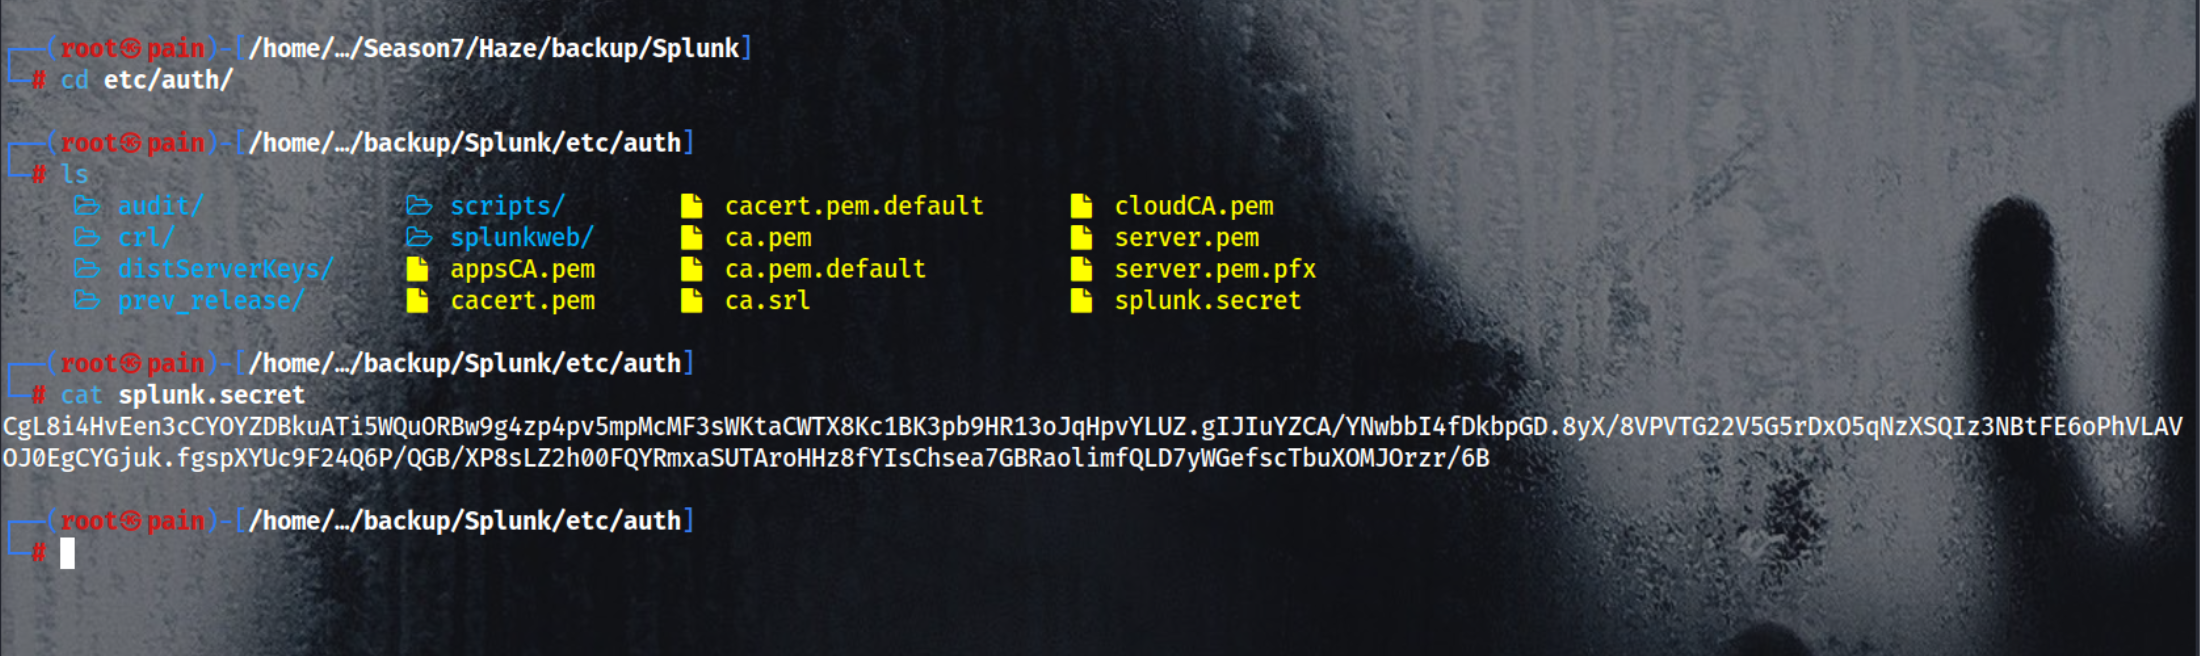 ┌──(root㉿pain)-[/home/…/Season7/Haze/backup/Splunk]
└─# cd etc/auth/
┌──(root㉿pain)-[/home/…/backup/Splunk/etc/auth]
└─# ls
audit/ scripts/ cacert.pem.default cloudCA.pem
crl/ splunkweb/ ca.pem server.pem
distServerKeys/ appsCA.pem ca.pem.default server.pem.pfx
prev_release/ cacert.pem ca.srl splunk.secret
┌──(root㉿pain)-[/home/…/backup/Splunk/etc/auth]
└─# cat splunk.secret
CgL8i4HvEen3cCYOYZDBkuATi5WQuORBw9g4zp4pv5mpMcMF3sWKtaCWTX8Kc1BK3pb9HR13oJqHpvYLUZ.gIJIuYZCA/YNwbbI4fDkbpGD.8yX/8VPVTG22V5G5rDxO5qNzXSQIz3NBtFE6oPhVLAV
OJ0EgCYGjuk.fgspXYUc9F24Q6P/QGB/XP8sLZ2h00FQYRmxaSUTAroHHz8fYIsChsea7GBRaolimfQLD7yWGefscTbuXOMJOrzr/6B
┌──(root㉿pain)-[/home/…/backup/Splunk/etc/auth]
└─#